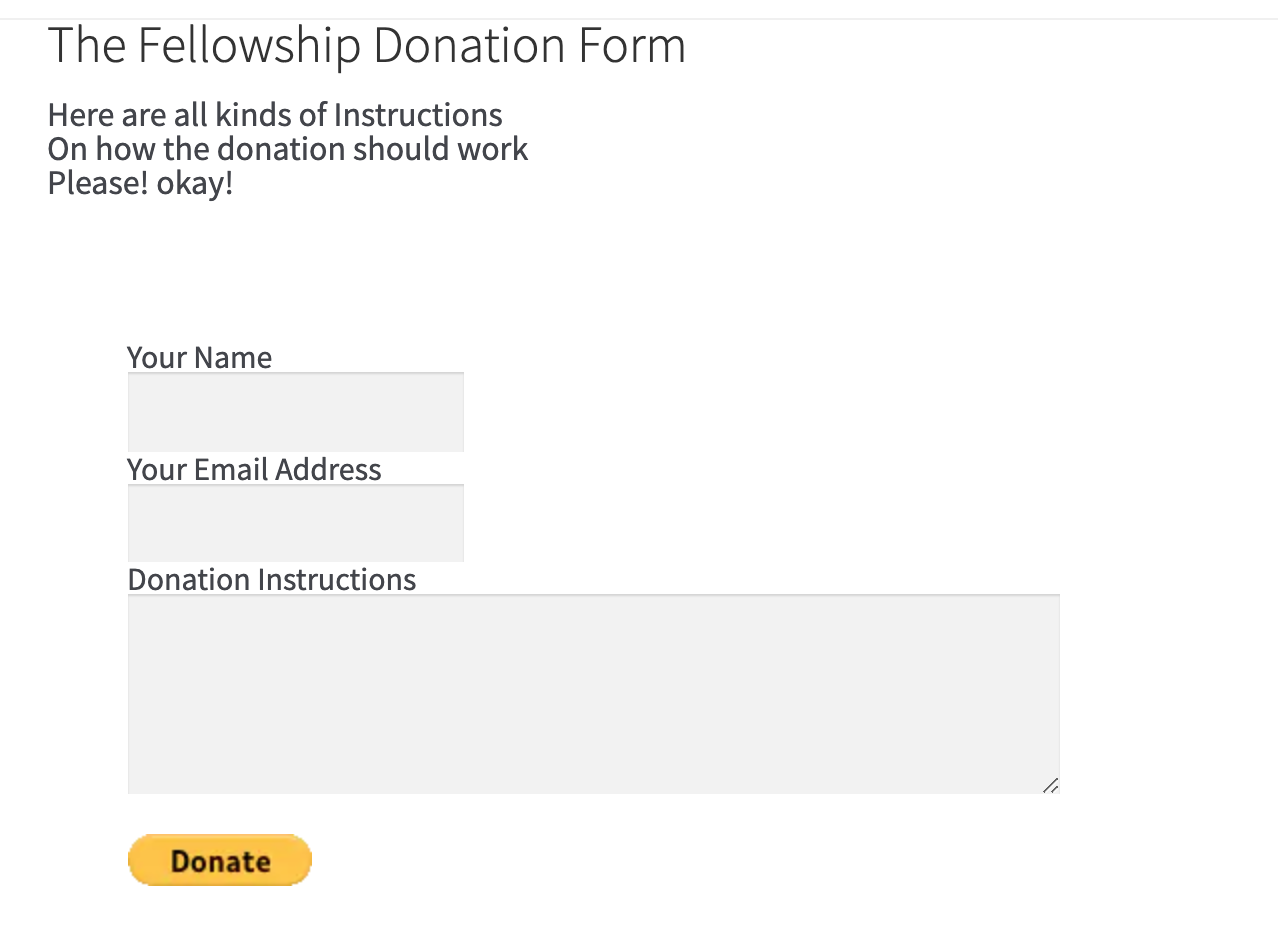 The Fellowship Donation Form
Here are all kinds of Instructions
On how the donation should work
Please! okay!
Your Name
Your Email Address
Donation Instructions
Donate